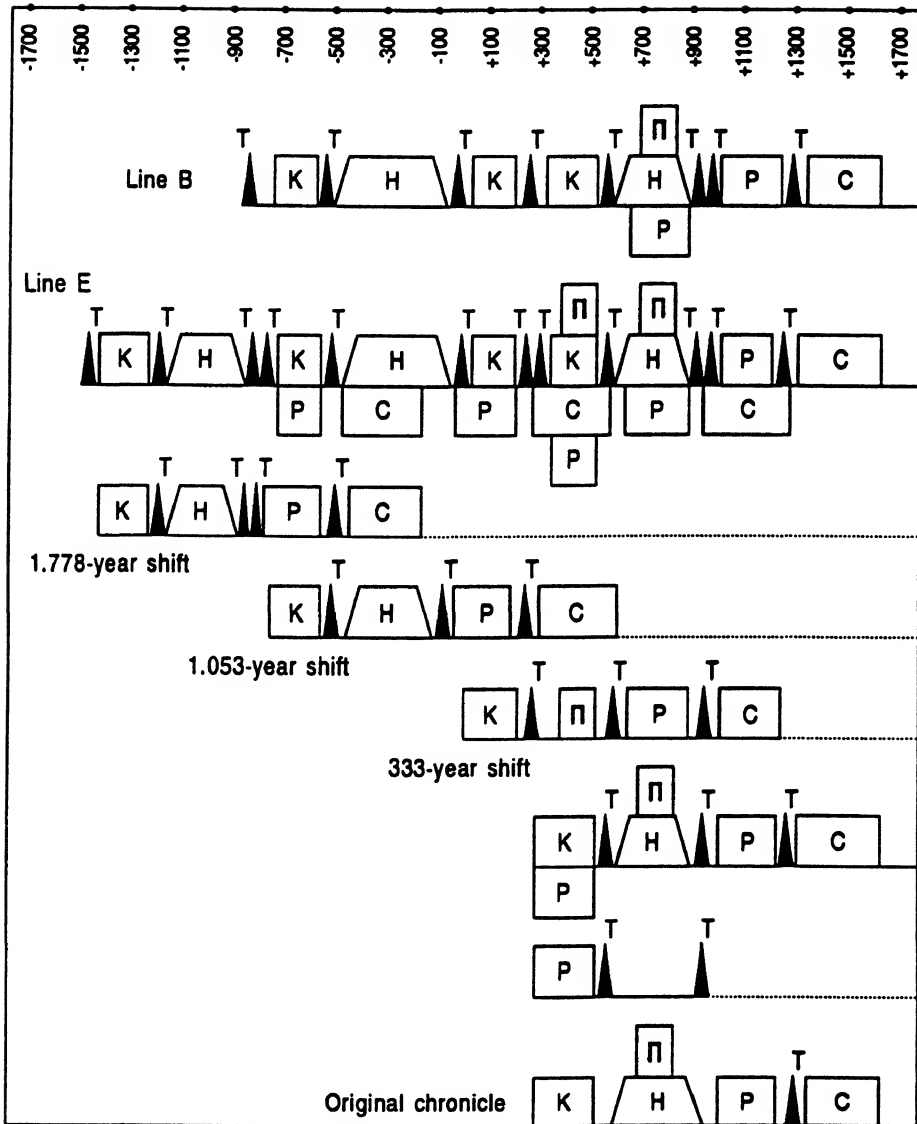 -1700 -1500 -1300 -1100 -900 -700 -500 -300 -100 +100 +300 +500 +700 +900 +1100 +1300 +1500 +1700
П
Т Т Т Т Т Т Т Т
Line B К Н К К Н Р С
Р
Line E
П П
Т Т Т Т Т Т Т Т Т Т Т Т
К Н К Н К К Н Р С
Р С Р С Р С
Р
Т Т Т Т
К Н Р С
1.778-year shift
Т Т Т
К Н Р С
1.053-year shift
Т Т Т
К П Р С
333-year shift
П
Т Т Т
К Н Р С
Р
Т Т
Р
П
Т
Original chronicle К Н Р С